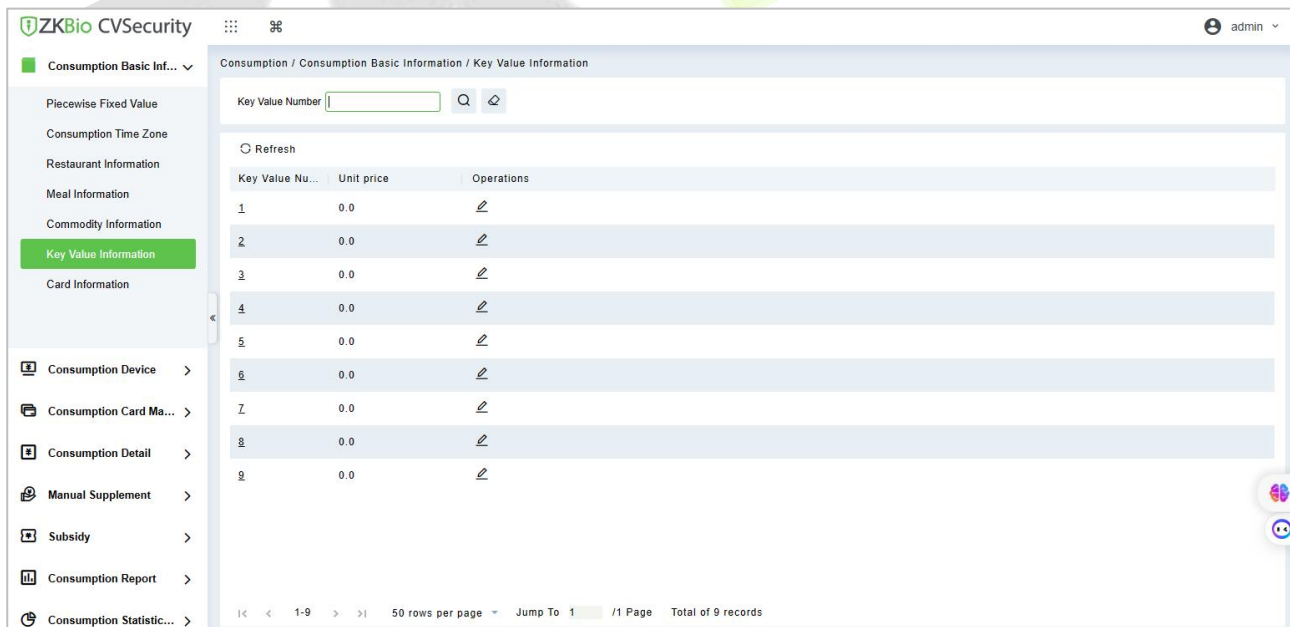 ZKBio CVSecurity
admin
Consumption Basic Inf...
Piecewise Fixed Value
Consumption Time Zone
Restaurant Information
Meal Information
Commodity Information
Key Value Information
Card Information
Consumption Device
Consumption Card Ma...
Consumption Detail
Manual Supplement
Subsidy
Consumption Report
Consumption Statistic...
Consumption / Consumption Basic Information / Key Value Information
Key Value Number
Refresh
Key Value Nu... Unit price Operations
1 0.0
2 0.0
3 0.0
4 0.0
5 0.0
6 0.0
7 0.0
8 0.0
9 0.0
1-9 50 rows per page Jump To 1 /1 Page Total of 9 records